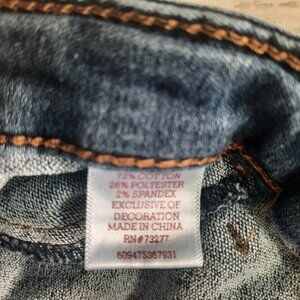 72% COTTON
26% POLYESTER
2% SPANDEX
EXCLUSIVE OF
DECORATION
MADE IN CHINA
RN#73277
609475367931